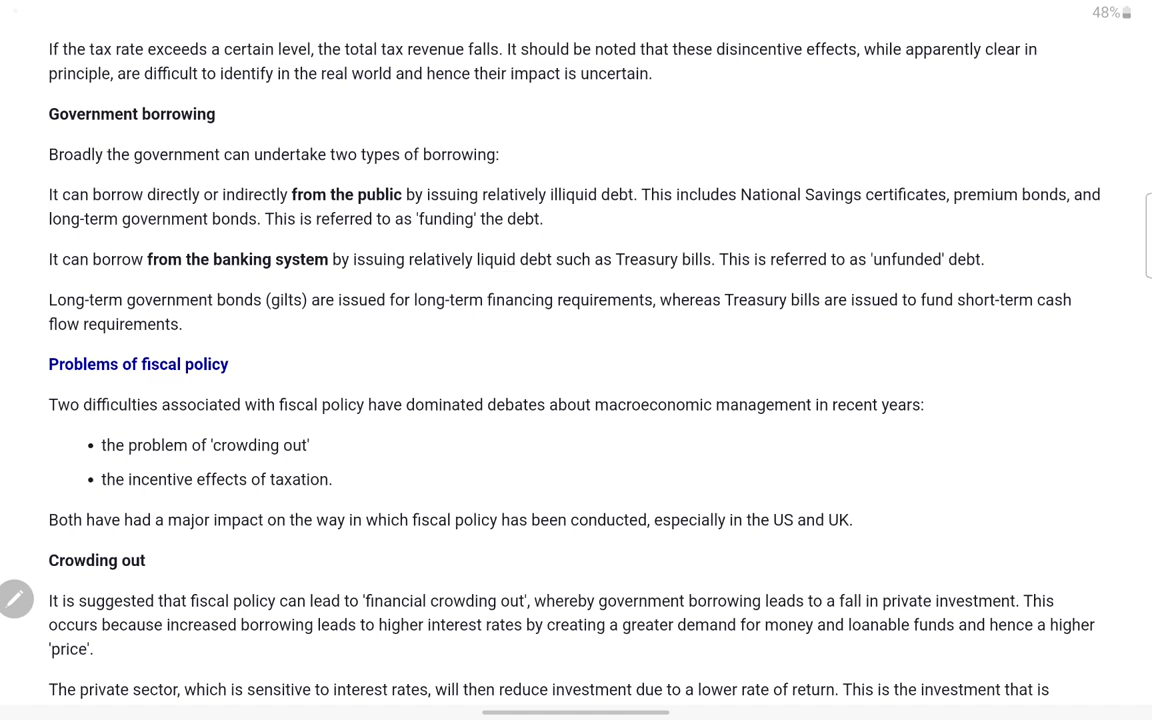 48%
If the tax rate exceeds a certain level, the total tax revenue falls. It should be noted that these disincentive effects, while apparently clear in
principle, are difficult to identify in the real world and hence their impact is uncertain.
Government borrowing
Broadly the government can undertake two types of borrowing:
It can borrow directly or indirectly from the public by issuing relatively illiquid debt. This includes National Savings certificates, premium bonds, and
long-term government bonds. This is referred to as 'funding' the debt.
It can borrow from the banking system by issuing relatively liquid debt such as Treasury bills. This is referred to as 'unfunded' debt.
Long-term government bonds (gilts) are issued for long-term financing requirements, whereas Treasury bills are issued to fund short-term cash
flow requirements.
Problems of fiscal policy
Two difficulties associated with fiscal policy have dominated debates about macroeconomic management in recent years:
• the problem of 'crowding out'
• the incentive effects of taxation.
Both have had a major impact on the way in which fiscal policy has been conducted, especially in the US and UK.
Crowding out
It is suggested that fiscal policy can lead to 'financial crowding out', whereby government borrowing leads to a fall in private investment. This
occurs because increased borrowing leads to higher interest rates by creating a greater demand for money and loanable funds and hence a higher
'price'.
The private sector, which is sensitive to interest rates, will then reduce investment due to a lower rate of return. This is the investment that is